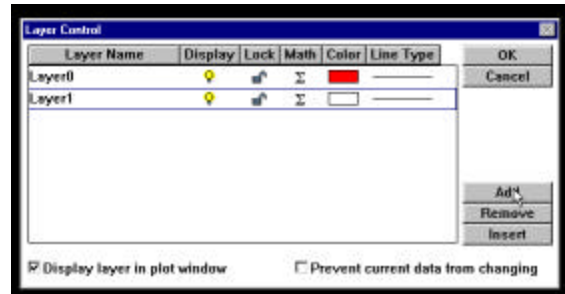 Layer Control
Layer Name Display Lock Math Color Line Type
OK
Layer0 Σ
Cancel
Layer1 Σ
Add
Remove
Insert
Display layer in plot window Prevent current data from changing